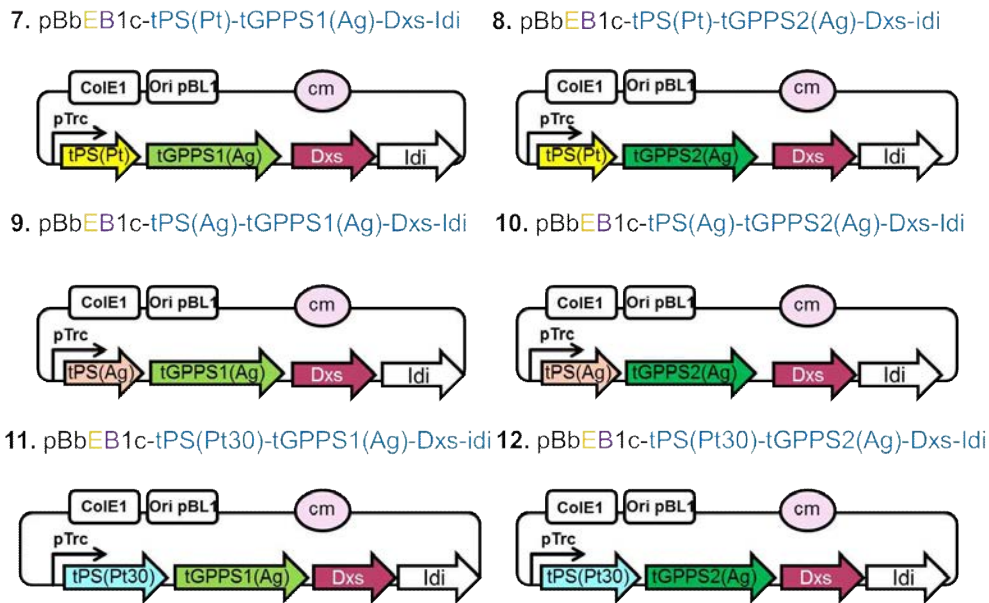 7. pBbEB1c-tPS(Pt)-tGPPS1(Ag)-Dxs-Idi
ColE1 Ori pBL1 cm
pTrc
tPS(Pt) tGPPS1(Ag) Dxs Idi
8. pBbEB1c-tPS(Pt)-tGPPS2(Ag)-Dxs-idi
ColE1 Ori pBL1 cm
pTrc
tPS(Pt) tGPPS2(Ag) Dxs Idi
9. pBbEB1c-tPS(Ag)-tGPPS1(Ag)-Dxs-Idi
ColE1 Ori pBL1 cm
pTrc
tPS(Ag) tGPPS1(Ag) Dxs Idi
10. pBbEB1c-tPS(Ag)-tGPPS2(Ag)-Dxs-Idi
ColE1 Ori pBL1 cm
pTrc
tPS(Ag) tGPPS2(Ag) Dxs Idi
11. pBbEB1c-tPS(Pt30)-tGPPS1(Ag)-Dxs-idi
ColE1 Ori pBL1 cm
pTrc
tPS(Pt30) tGPPS1(Ag) Dxs Idi
12. pBbEB1c-tPS(Pt30)-tGPPS2(Ag)-Dxs-Idi
ColE1 Ori pBL1 cm
pTrc
tPS(Pt30) tGPPS2(Ag) Dxs Idi